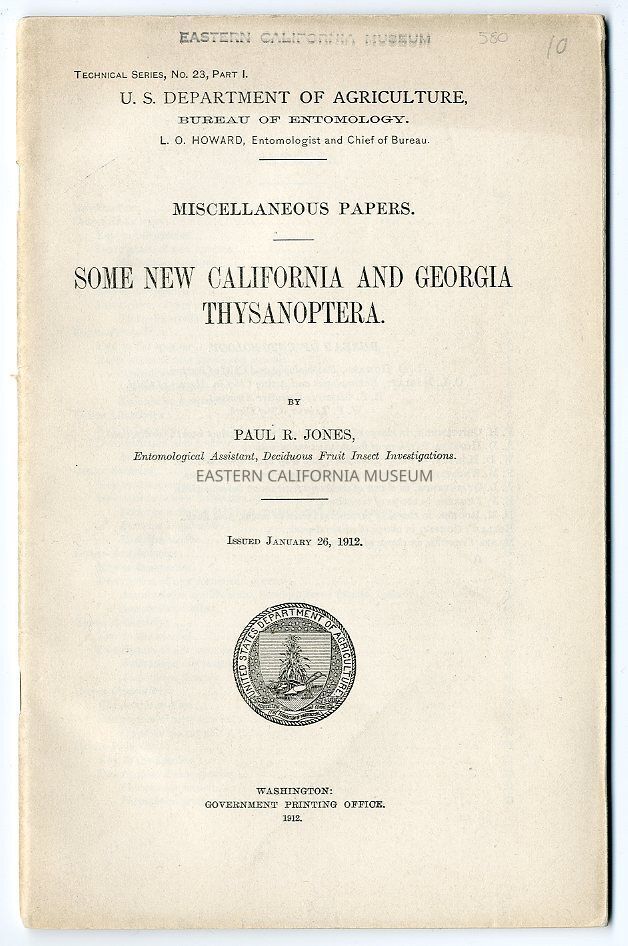 EASTERN CALIFORNIA MUSEUM
580
10
TECHNICAL SERIES, NO. 23, PART I.
U. S. DEPARTMENT OF AGRICULTURE,
BUREAU OF ENTOMOLOGY.
L. O. HOWARD, Entomologist and Chief of Bureau.
MISCELLANEOUS PAPERS.
SOME NEW CALIFORNIA AND GEORGIA
THYSANOPTERA.
BY
PAUL R. JONES,
Entomological Assistant, Deciduous Fruit Insect Investigations.
EASTERN CALIFORNIA MUSEUM
ISSUED JANUARY 26, 1912.
UNITED STATES DEPARTMENT OF AGRICULTURE
WASHINGTON:
GOVERNMENT PRINTING OFFICE.
1912.